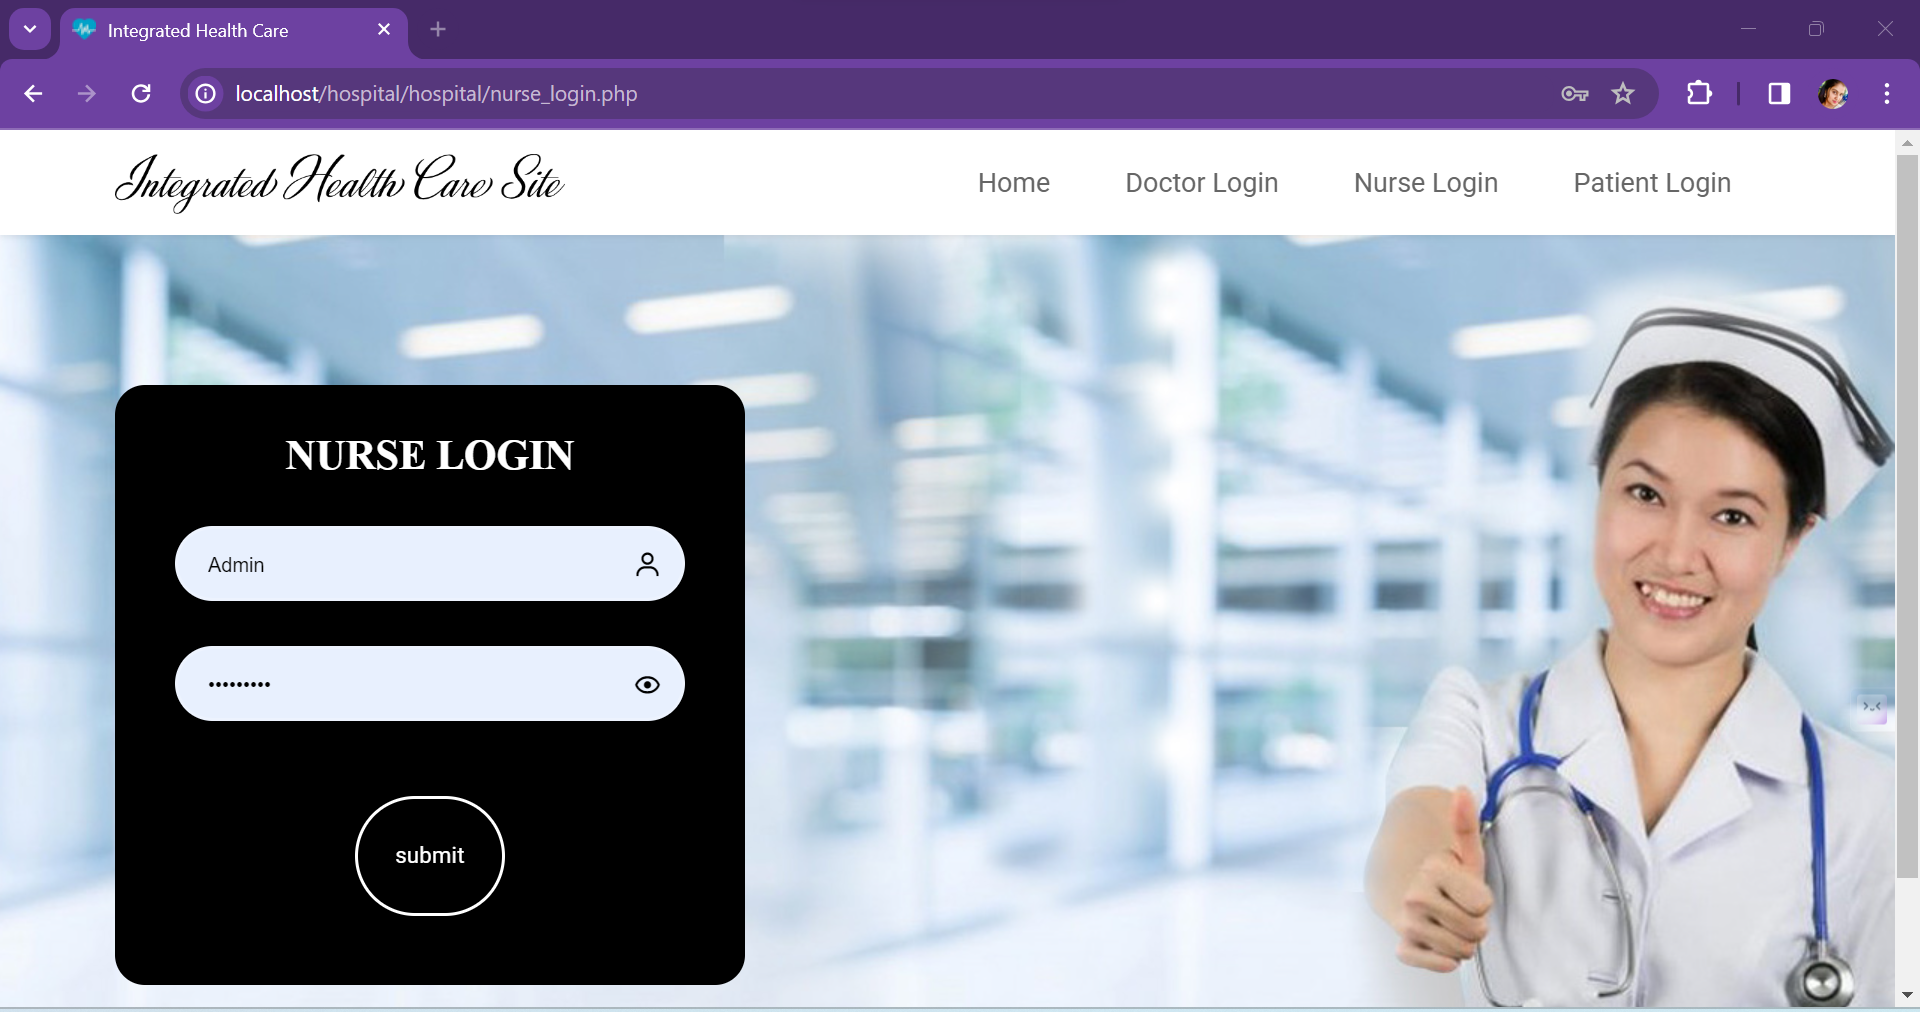 Integrated Health Care
localhost/hospital/hospital/nurse_login.php
Integrated Health Care Site
Home Doctor Login Nurse Login Patient Login
NURSE LOGIN
Admin
•••••••••
submit